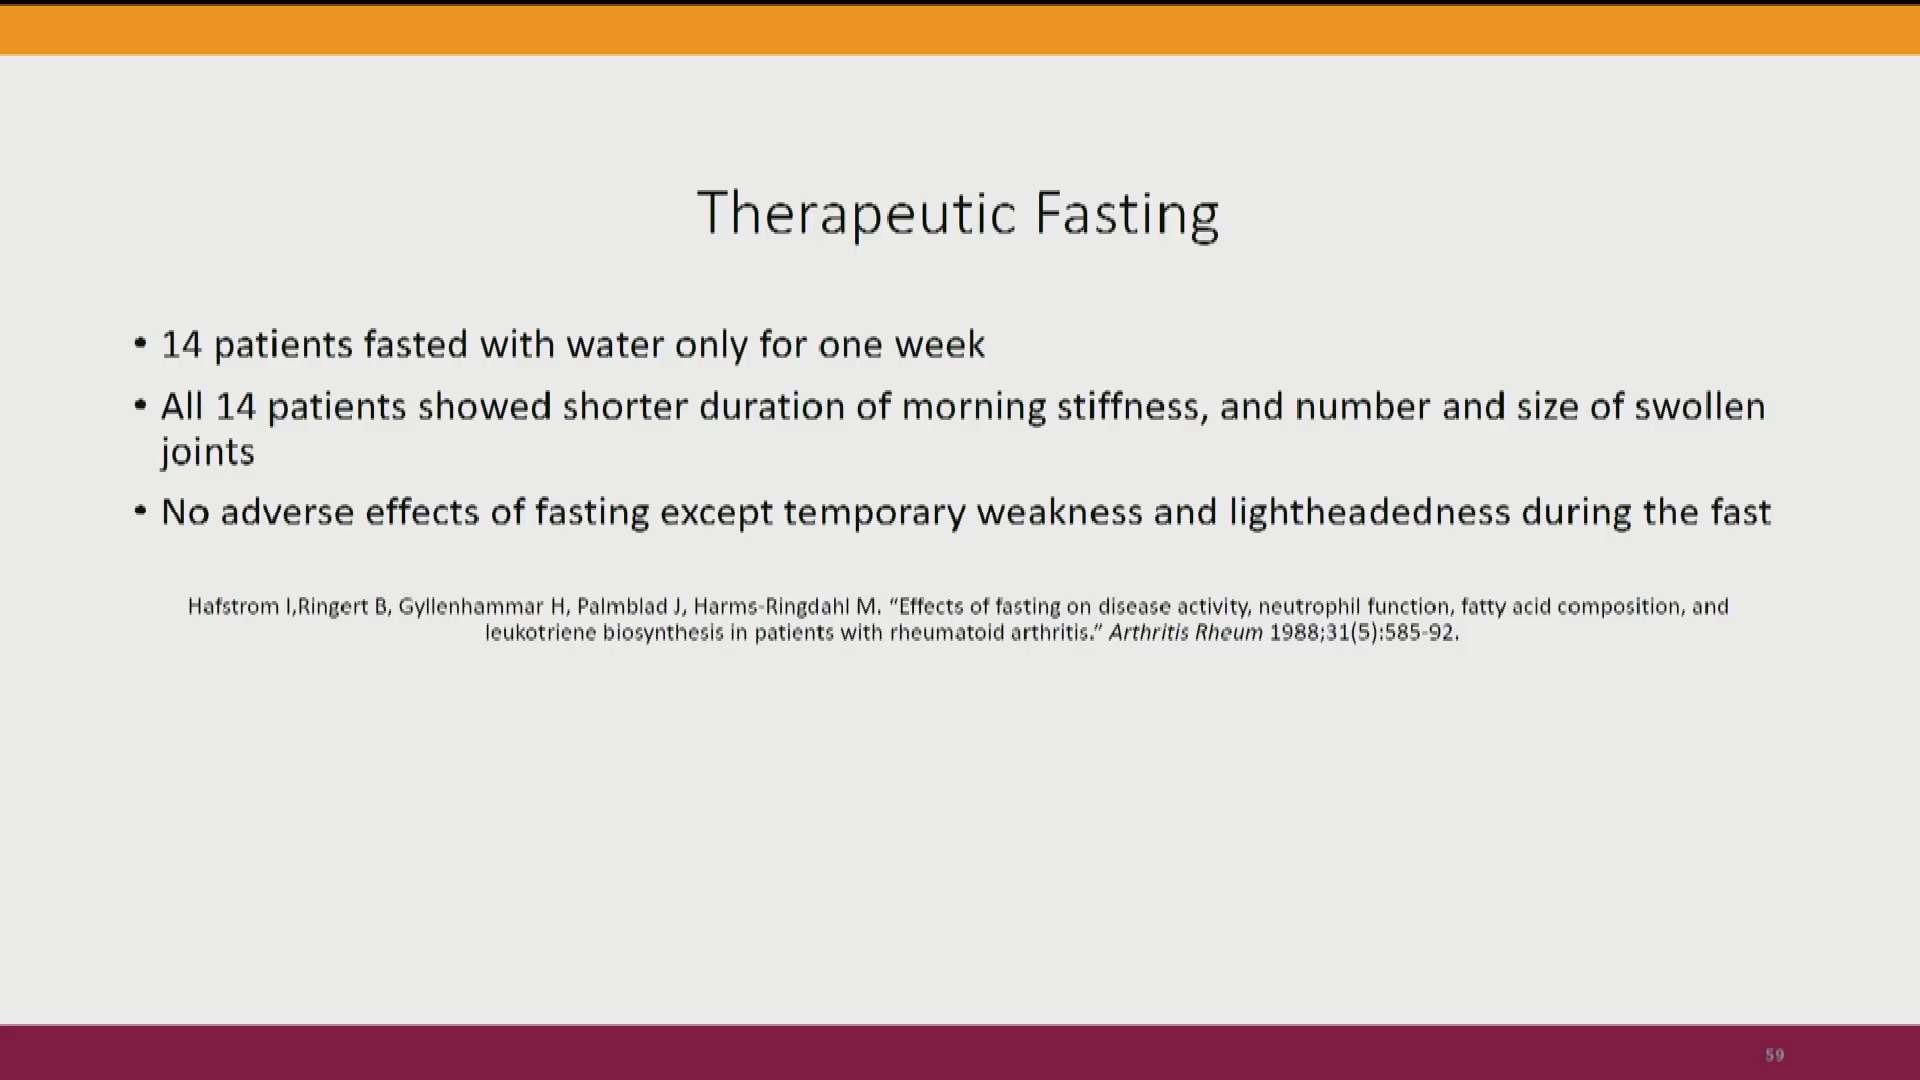 Therapeutic Fasting
• 14 patients fasted with water only for one week
• All 14 patients showed shorter duration of morning stiffness, and number and size of swollen
joints
• No adverse effects of fasting except temporary weakness and lightheadedness during the fast
Hafstrom I,Ringert B, Gyllenhammar H, Palmblad J, Harms-Ringdahl M. “Effects of fasting on disease activity, neutrophil function, fatty acid composition, and
leukotriene biosynthesis in patients with rheumatoid arthritis.” Arthritis Rheum 1988;31(5):585-92.
59